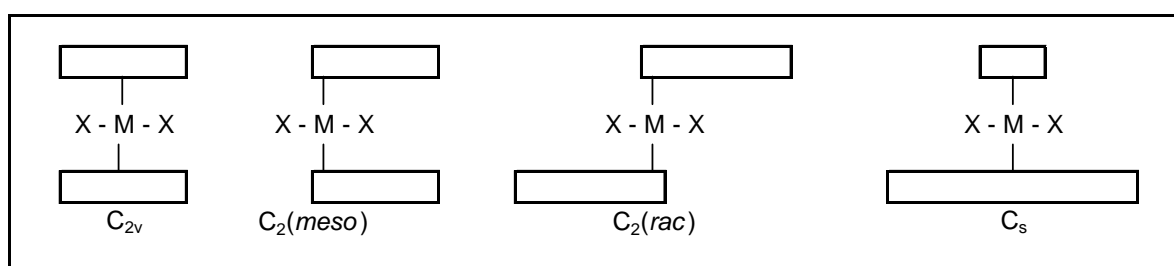 X - M - X X - M - X X - M - X X - M - X
C₂ᵥ C₂(meso) C₂(rac) Cₛ